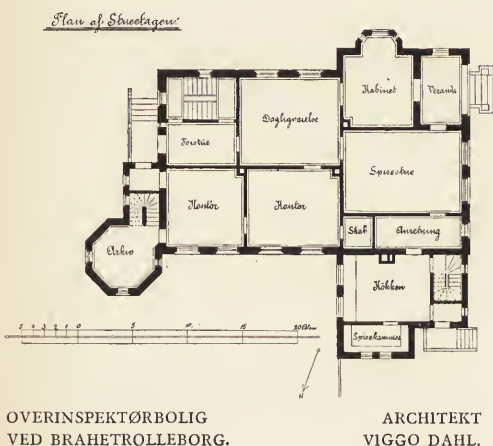 Plan af Stueetagen.
Kabinet
Veranda
Dagligstue
Forstue
Spisestue
Kontor
Kontor
Skab
Anretning
Arkiv
Køkken
Spisekammer
5 4 3 2 1 0 5 10 15 20 Alen
N
OVERINSPEKTØRBOLIG
VED BRAHETROLLEBORG.
ARCHITEKT
VIGGO DAHL.